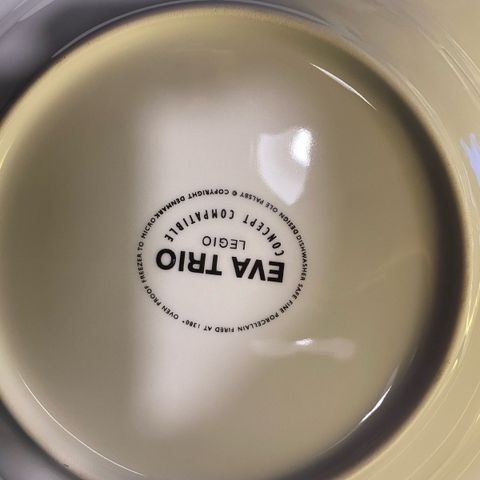 DISHWASHER SAFE FINE PORCELLAIN FIRED AT 1380° OVEN PROOF FREEZER TO MICRO
EVA TRIO
LEGIO
CONCEPT COMPATIBLE
DESIGN OLE PALSBY © COPYRIGHT DENMARK